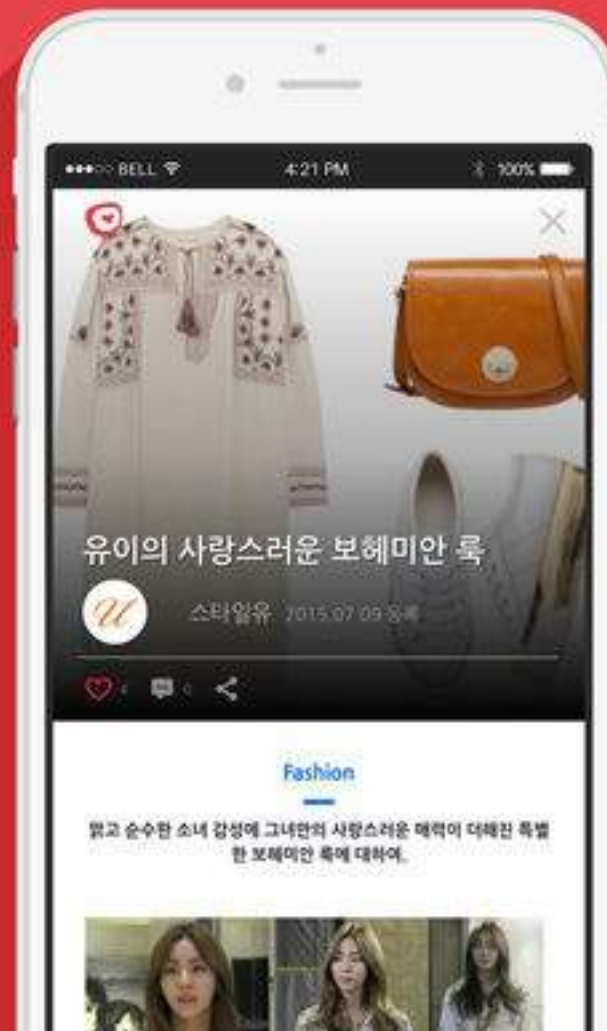 BELL 4:21 PM 100%
유이의 사랑스러운 보헤미안 룩
u
스타일유 2015.07.09 등록
4 0
Fashion
맑고 순수한 소녀 감성에 그녀만의 사랑스러운 매력이 더해진 특별
한 보헤미안 룩에 대하여.